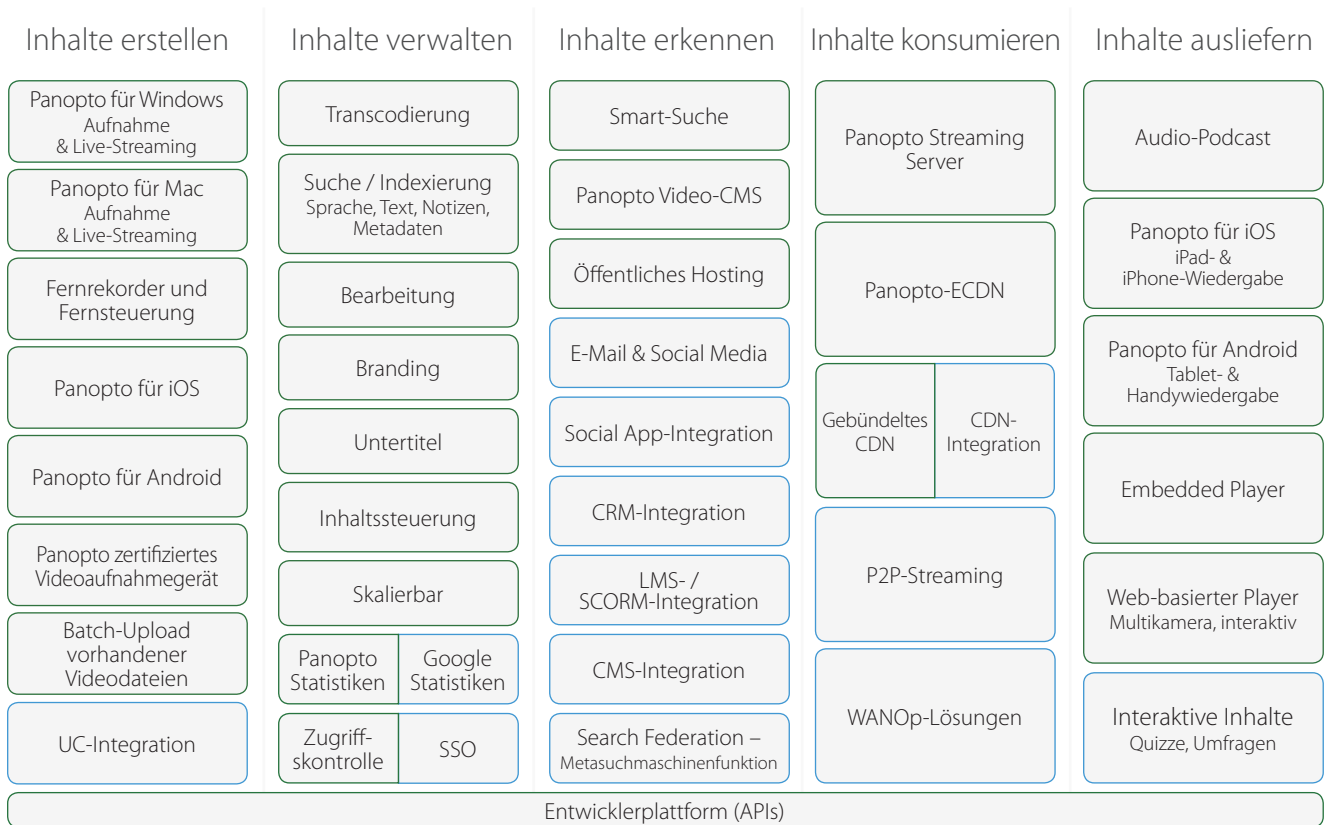 Inhalte erstellen
Panopto für Windows
Aufnahme
& Live-Streaming
Panopto für Mac
Aufnahme
& Live-Streaming
Fernrekorder und
Fernsteuerung
Panopto für iOS
Panopto für Android
Panopto zertifiziertes
Videoaufnahmegerät
Batch-Upload
vorhandener
Videodateien
UC-Integration
Inhalte verwalten
Transcodierung
Suche / Indexierung
Sprache, Text, Notizen,
Metadaten
Bearbeitung
Branding
Untertitel
Inhaltssteuerung
Skalierbar
Panopto
Statistiken
Google
Statistiken
Zugriff-
skontrolle
SSO
Inhalte erkennen
Smart-Suche
Panopto Video-CMS
Öffentliches Hosting
E-Mail & Social Media
Social App-Integration
CRM-Integration
LMS- /
SCORM-Integration
CMS-Integration
Search Federation –
Metasuchmaschinenfunktion
Inhalte konsumieren
Panopto Streaming
Server
Panopto-ECDN
Gebündeltes
CDN
CDN-
Integration
P2P-Streaming
WANOp-Lösungen
Inhalte ausliefern
Audio-Podcast
Panopto für iOS
iPad- &
iPhone-Wiedergabe
Panopto für Android
Tablet- &
Handywiedergabe
Embedded Player
Web-basierter Player
Multikamera, interaktiv
Interaktive Inhalte
Quizze, Umfragen
Entwicklerplattform (APIs)